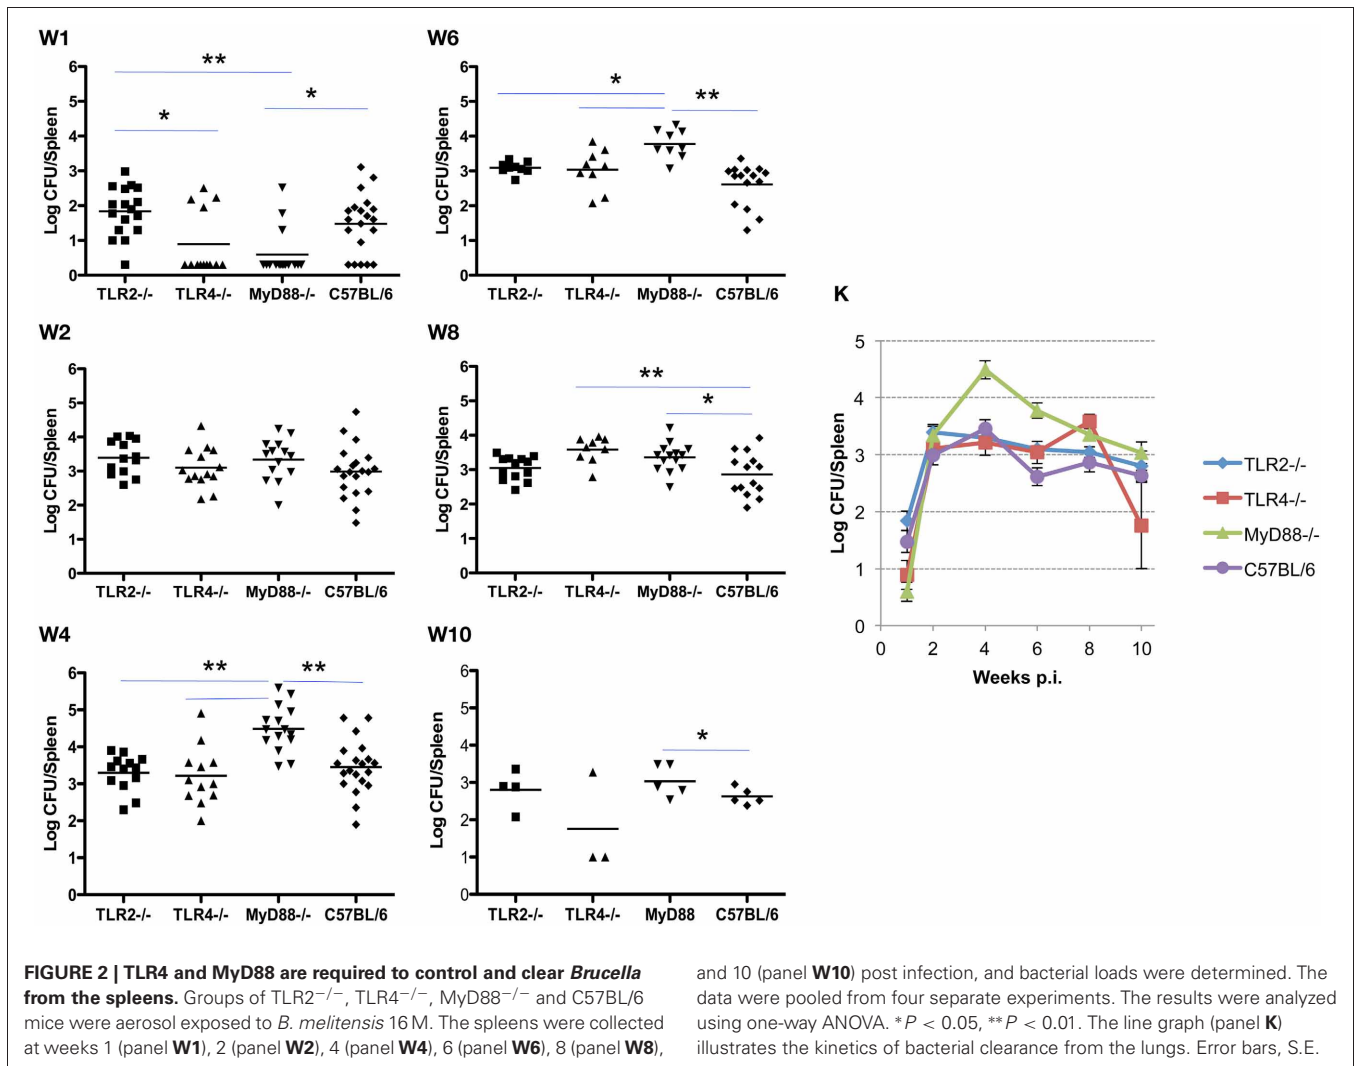 W1
**
*
*
Log CFU/Spleen
6
5
4
3
2
1
0
TLR2-/- TLR4-/- MyD88-/- C57BL/6
W6
*
**
Log CFU/Spleen
6
5
4
3
2
1
0
TLR2-/- TLR4-/- MyD88-/- C57BL/6
W2
Log CFU/Spleen
6
5
4
3
2
1
0
TLR2-/- TLR4-/- MyD88-/- C57BL/6
W8
**
*
Log CFU/Spleen
6
5
4
3
2
1
0
TLR2-/- TLR4-/- MyD88-/- C57BL/6
W4
**
**
Log CFU/Spleen
6
5
4
3
2
1
0
TLR2-/- TLR4-/- MyD88-/- C57BL/6
W10
*
Log CFU/Spleen
6
5
4
3
2
1
0
TLR2-/- TLR4-/- MyD88 C57BL/6
K
Log CFU/Spleen
5
4
3
2
1
0
0 2 4 6 8 10
Weeks p.i.
TLR2-/-
TLR4-/-
MyD88-/-
C57BL/6
FIGURE 2 | TLR4 and MyD88 are required to control and clear Brucella
from the spleens. Groups of TLR2−/−, TLR4−/−, MyD88−/− and C57BL/6
mice were aerosol exposed to B. melitensis 16 M. The spleens were collected
at weeks 1 (panel W1), 2 (panel W2), 4 (panel W4), 6 (panel W6), 8 (panel W8),
and 10 (panel W10) post infection, and bacterial loads were determined. The
data were pooled from four separate experiments. The results were analyzed
using one-way ANOVA. *P < 0.05, **P < 0.01. The line graph (panel K)
illustrates the kinetics of bacterial clearance from the lungs. Error bars, S.E.